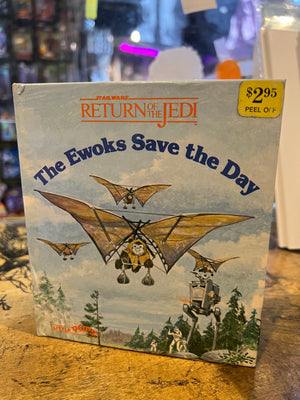 STAR WARS
RETURN OF THE JEDI
$2.95
PEEL OFF
The Ewoks Save the Day